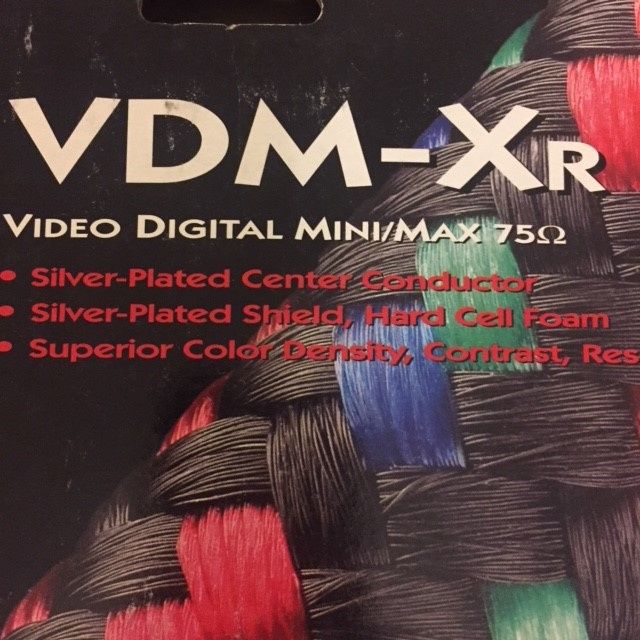 VDM-XR
VIDEO DIGITAL MINI/MAX 75Ω
• Silver-Plated Center Conductor
• Silver-Plated Shield, Hard Cell Foam
• Superior Color Density, Contrast, Res